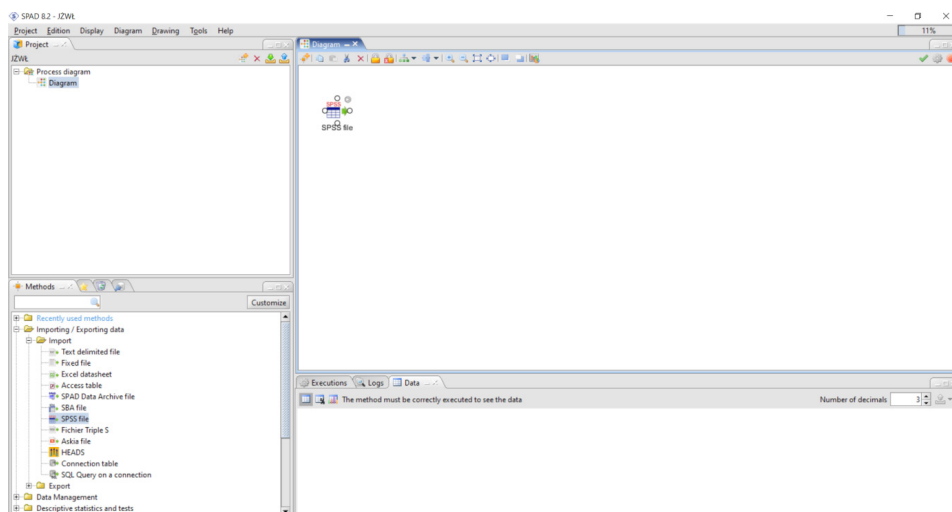 SPAD 8.2 - JŻWŁ
Project Edition Display Diagram Drawing Tools Help
11%
Project
JŻWŁ
Process diagram
Diagram
Diagram
SPSS
SPSS file
Methods
Customize
Recently used methods
Importing / Exporting data
Import
Text delimited file
Fixed file
Excel datasheet
Access table
SPAD Data Archive file
SBA file
SPSS file
Fichier Triple S
Askia file
HEADS
Connection table
SQL Query on a connection
Export
Data Management
Descriptive statistics and tests
Executions Logs Data
The method must be correctly executed to see the data
Number of decimals 3